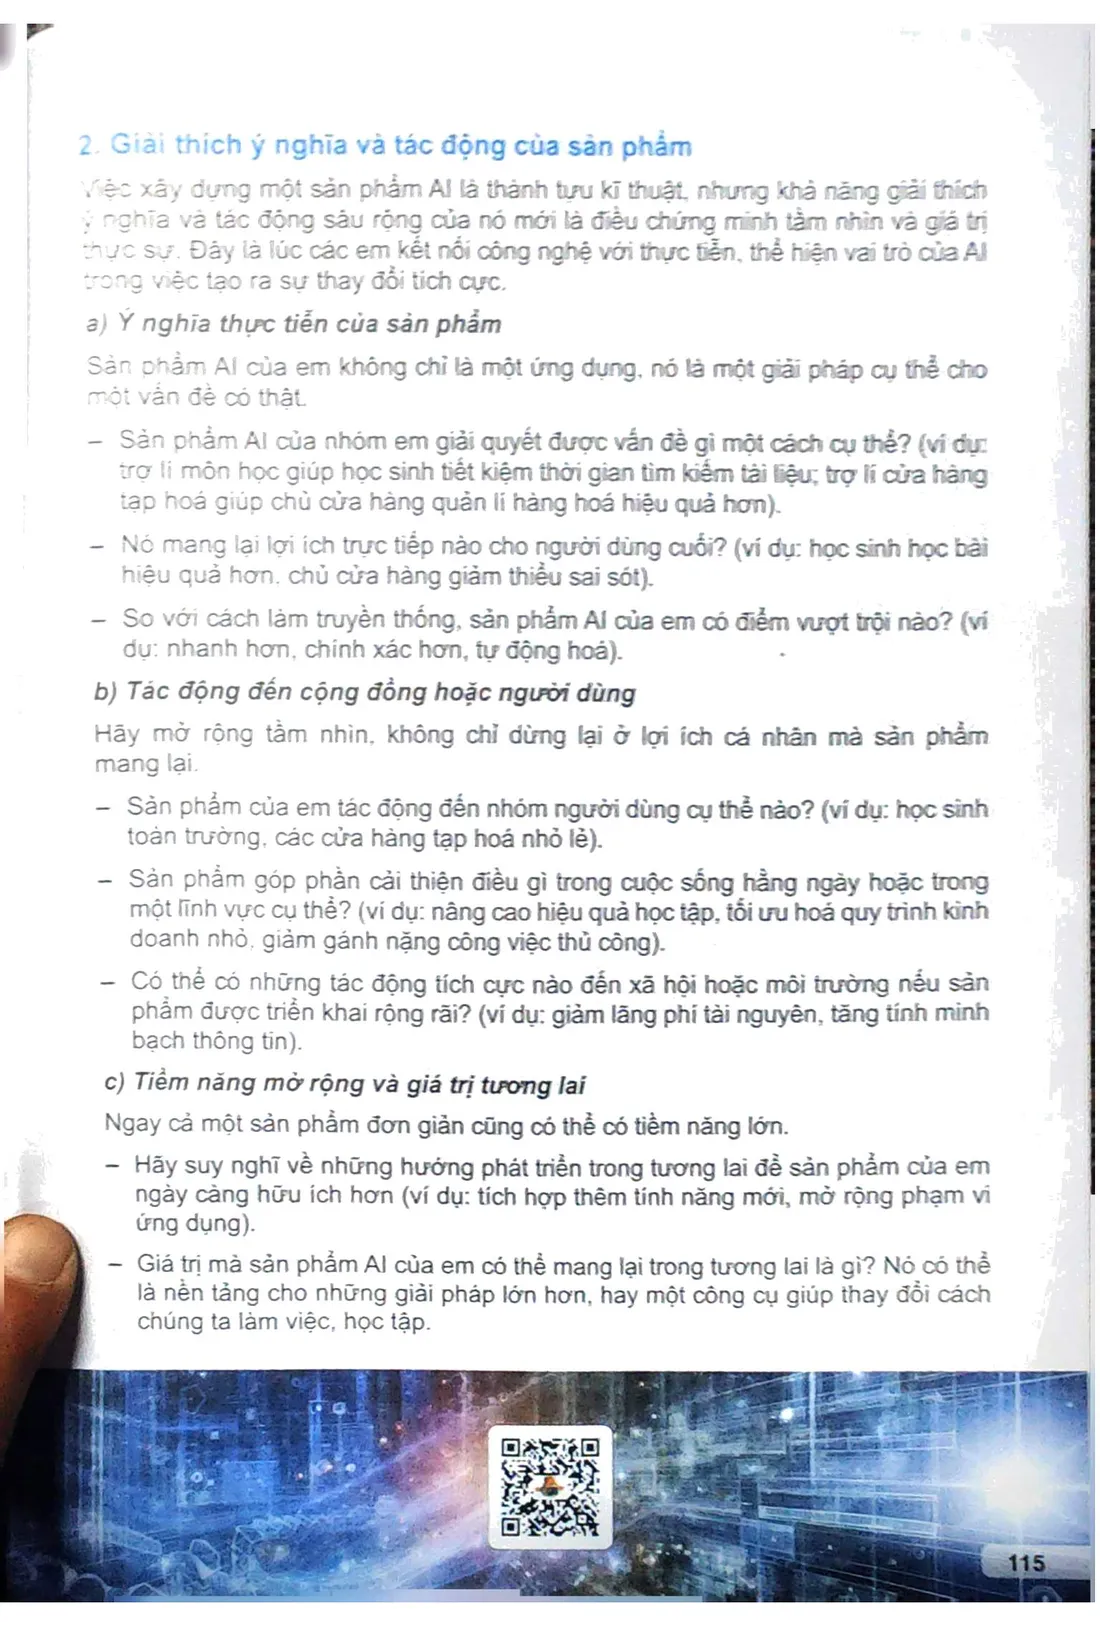 2. Giải thích ý nghĩa và tác động của sản phẩm
Việc xây dựng một sản phẩm AI là thành tựu kĩ thuật, nhưng khả năng giải thích
ý nghĩa và tác động sâu rộng của nó mới là điều chứng minh tầm nhìn và giá trị
thực sự. Đây là lúc các em kết nối công nghệ với thực tiễn, thể hiện vai trò của AI
trong việc tạo ra sự thay đổi tích cực.
a) Ý nghĩa thực tiễn của sản phẩm
Sản phẩm AI của em không chỉ là một ứng dụng, nó là một giải pháp cụ thể cho
một vấn đề có thật.
– Sản phẩm AI của nhóm em giải quyết được vấn đề gì một cách cụ thể? (ví dụ:
trợ lí môn học giúp học sinh tiết kiệm thời gian tìm kiếm tài liệu; trợ lí cửa hàng
tạp hoá giúp chủ cửa hàng quản lí hàng hoá hiệu quả hơn).
– Nó mang lại lợi ích trực tiếp nào cho người dùng cuối? (ví dụ: học sinh học bài
hiệu quả hơn, chủ cửa hàng giảm thiểu sai sót).
– So với cách làm truyền thống, sản phẩm AI của em có điểm vượt trội nào? (ví
dụ: nhanh hơn, chính xác hơn, tự động hoá).
b) Tác động đến cộng đồng hoặc người dùng
Hãy mở rộng tầm nhìn, không chỉ dừng lại ở lợi ích cá nhân mà sản phẩm
mang lại.
– Sản phẩm của em tác động đến nhóm người dùng cụ thể nào? (ví dụ: học sinh
toàn trường, các cửa hàng tạp hoá nhỏ lẻ).
– Sản phẩm góp phần cải thiện điều gì trong cuộc sống hằng ngày hoặc trong
một lĩnh vực cụ thể? (ví dụ: nâng cao hiệu quả học tập, tối ưu hoá quy trình kinh
doanh nhỏ, giảm gánh nặng công việc thủ công).
– Có thể có những tác động tích cực nào đến xã hội hoặc môi trường nếu sản
phẩm được triển khai rộng rãi? (ví dụ: giảm lãng phí tài nguyên, tăng tính minh
bạch thông tin).
c) Tiềm năng mở rộng và giá trị tương lai
Ngay cả một sản phẩm đơn giản cũng có thể có tiềm năng lớn.
– Hãy suy nghĩ về những hướng phát triển trong tương lai để sản phẩm của em
ngày càng hữu ích hơn (ví dụ: tích hợp thêm tính năng mới, mở rộng phạm vi
ứng dụng).
– Giá trị mà sản phẩm AI của em có thể mang lại trong tương lai là gì? Nó có thể
là nền tảng cho những giải pháp lớn hơn, hay một công cụ giúp thay đổi cách
chúng ta làm việc, học tập.
115